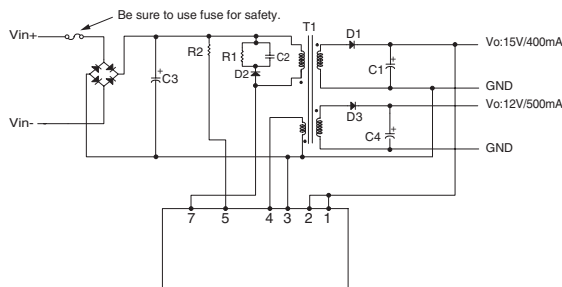 Be sure to use fuse for safety.
Vin+
T1
D1
Vo:15V/400mA
R2
R1
C2
C3
D2
C1
GND
D3
Vo:12V/500mA
C4
Vin-
GND
7 5 4 3 2 1